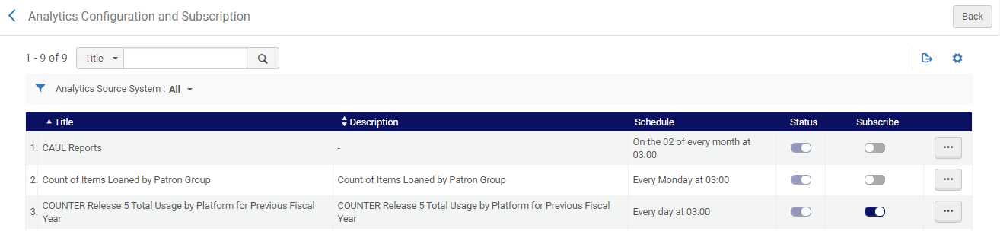 Analytics Configuration and Subscription
Back
1 - 9 of 9
Title
Analytics Source System : All
Title Description Schedule Status Subscribe
1. CAUL Reports - On the 02 of every month at
03:00
2. Count of Items Loaned by Patron Group Count of Items Loaned by Patron Group Every Monday at 03:00
3. COUNTER Release 5 Total Usage by Platform for Previous Fiscal COUNTER Release 5 Total Usage by Platform for Previous Fiscal Every day at 03:00
Year Year